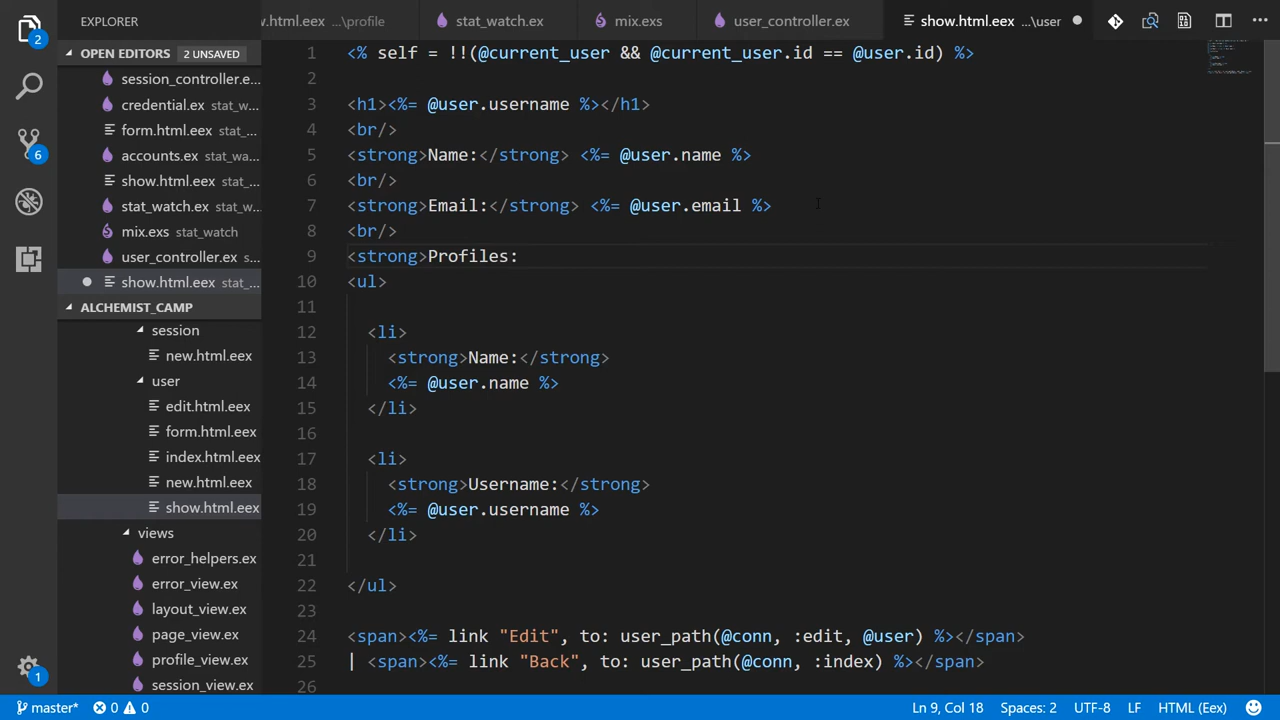 EXPLORER
w.html.eex ...\profile
stat_watch.ex
mix.exs
user_controller.ex
show.html.eex ...\user
OPEN EDITORS 2 UNSAVED
session_controller.e...
credential.ex stat_w...
form.html.eex stat_...
accounts.ex stat_wa...
show.html.eex stat_...
stat_watch.ex stat_w...
mix.exs stat_watch
user_controller.ex s...
show.html.eex stat_...
ALCHEMIST_CAMP
session
new.html.eex
user
edit.html.eex
form.html.eex
index.html.eex
new.html.eex
show.html.eex
views
error_helpers.ex
error_view.ex
layout_view.ex
page_view.ex
profile_view.ex
session_view.ex
2
6
1
1 <% self = !!(@current_user && @current_user.id == @user.id) %>
2
3 <h1><%= @user.username %></h1>
4 <br/>
5 <strong>Name:</strong> <%= @user.name %>
6 <br/>
7 <strong>Email:</strong> <%= @user.email %>
8 <br/>
9 <strong>Profiles:
10 <ul>
11
12 <li>
13 <strong>Name:</strong>
14 <%= @user.name %>
15 </li>
16
17 <li>
18 <strong>Username:</strong>
19 <%= @user.username %>
20 </li>
21
22 </ul>
23
24 <span><%= link "Edit", to: user_path(@conn, :edit, @user) %></span>
25 | <span><%= link "Back", to: user_path(@conn, :index) %></span>
26
master* 0 0
Ln 9, Col 18 Spaces: 2 UTF-8 LF HTML (Eex)